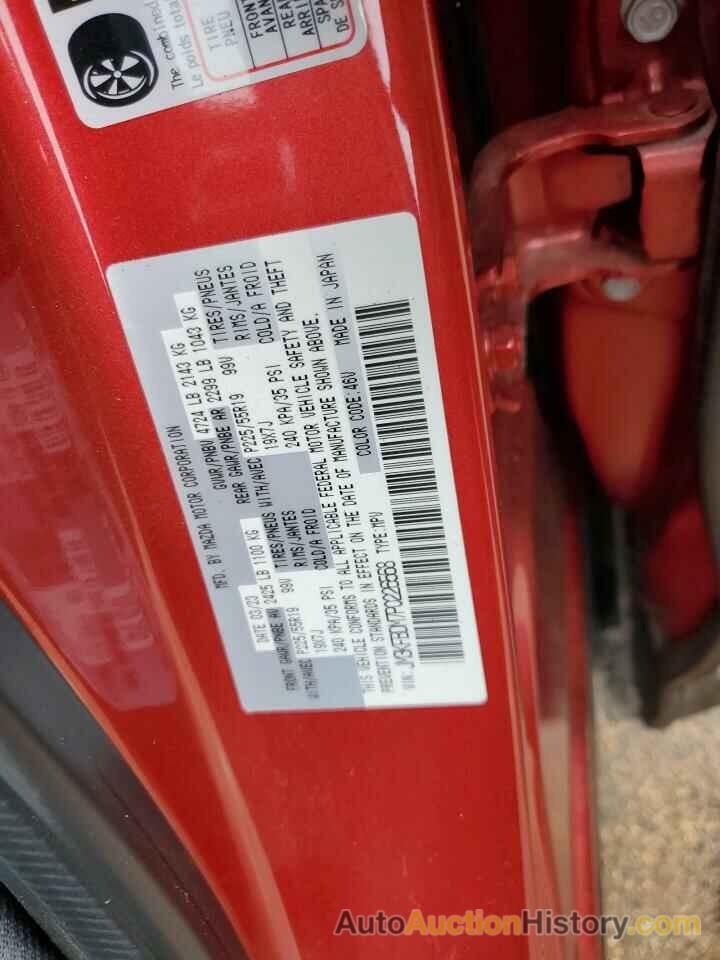 The combined
Le poids total
TIRE
PNEU
FRONT
AVAN
REAR
ARRI
SPA
DE S
MFD. BY MAZDA MOTOR CORPORATION
DATE 03/23 GVWR/PNBV 4724 LB 2143 KG
FRONT GAWR/PNBE AV 2425 LB 1100 KG REAR GAWR/PNBE AR 2299 LB 1043 KG
WITH/AVEC P225/55R19 99V TIRES/PNEUS WITH/AVEC P225/55R19 99V TIRES/PNEUS
19X7J RIMS/JANTES 19X7J RIMS/JANTES
240 KPA/35 PSI COLD/A FROID 240 KPA/35 PSI COLD/A FROID
THIS VEHICLE CONFORMS TO ALL APPLICABLE FEDERAL MOTOR VEHICLE SAFETY AND THEFT
PREVENTION STANDARDS IN EFFECT ON THE DATE OF MANUFACTURE SHOWN ABOVE.
VIN: TYPE:MPV COLOR CODE:46V MADE IN JAPAN
AutoAuctionHistory.com